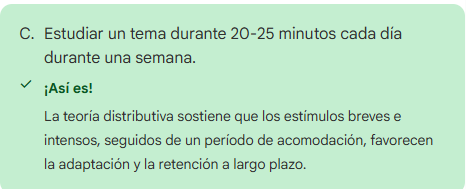 C. Estudiar un tema durante 20-25 minutos cada día
durante una semana.
¡Así es!
La teoría distributiva sostiene que los estímulos breves e
intensos, seguidos de un período de acomodación, favorecen
la adaptación y la retención a largo plazo.